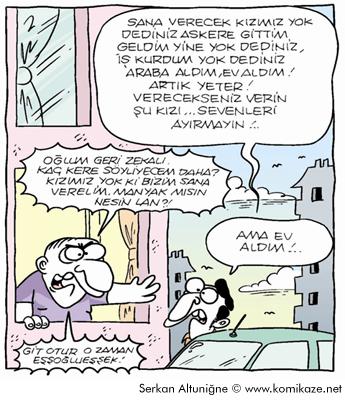 SANA VERECEK KIZIMIZ YOK
DEDİNİZ ASKERE GİTTİM,
GELDİM YİNE YOK DEDİNİZ,
İŞ KURDUM YOK DEDİNİZ
ARABA ALDIM, EV ALDIM!
ARTIK YETER!
VERECEKSENİZ VERİN
ŞU KIZI... SEVENLERİ
AYIRMAYIN!..
OĞLUM GERİ ZEKALI.
KAÇ KERE SÖYLİYECEM DAHA?
KIZIMIZ YOK Kİ BİZİM SANA
VERELİM, MANYAK MISIN
NESİN LAN?!
AMA EV
ALDIM!..
GİT OTUR O ZAMAN
EŞŞOĞLUEŞŞEK!
Serkan Altuniğne © www.komikaze.net